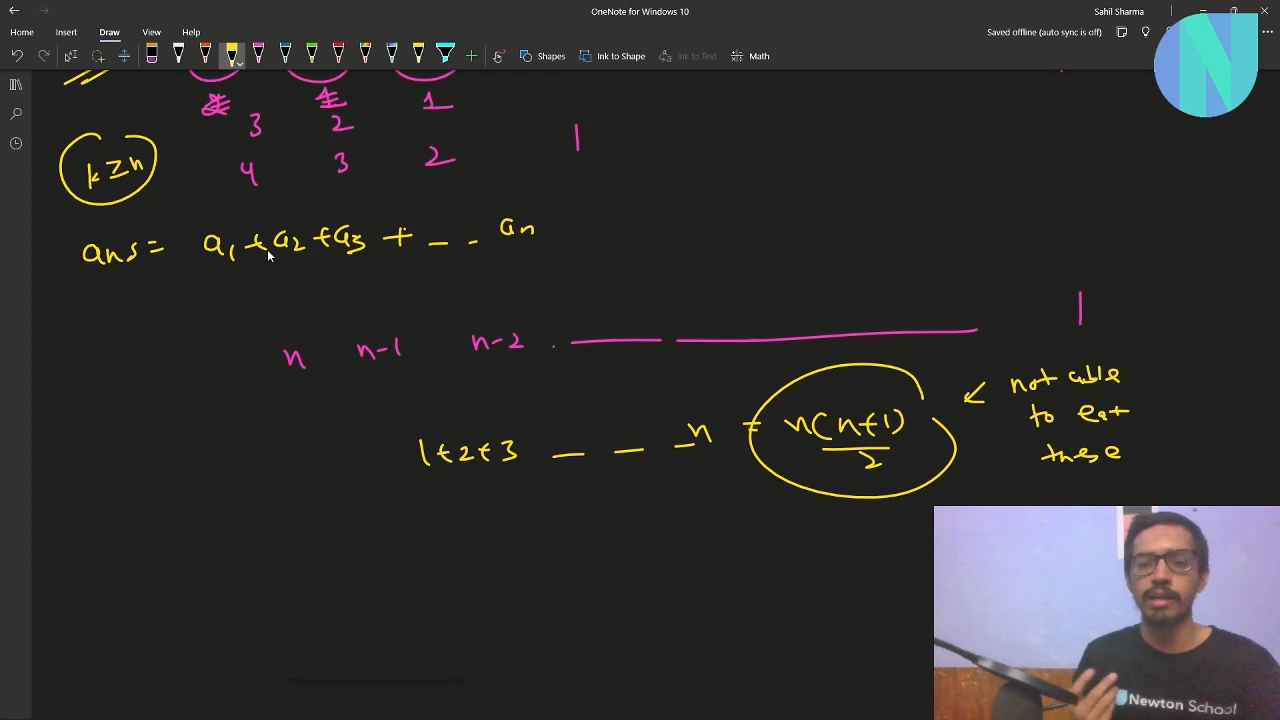 OneNote for Windows 10
Sahil Sharma
Home Insert Draw View Help
Saved offline (auto sync is off)
Shapes Ink to Shape Ink to Text Math
1
3 2
4 3 2 1
k ≥ n
ans = a1 + a2 + a3 + - - an
n n-1 n-2 . 1
1+2+3 — — — n = n(n+1)
2
not able
to eat
these
Newton School